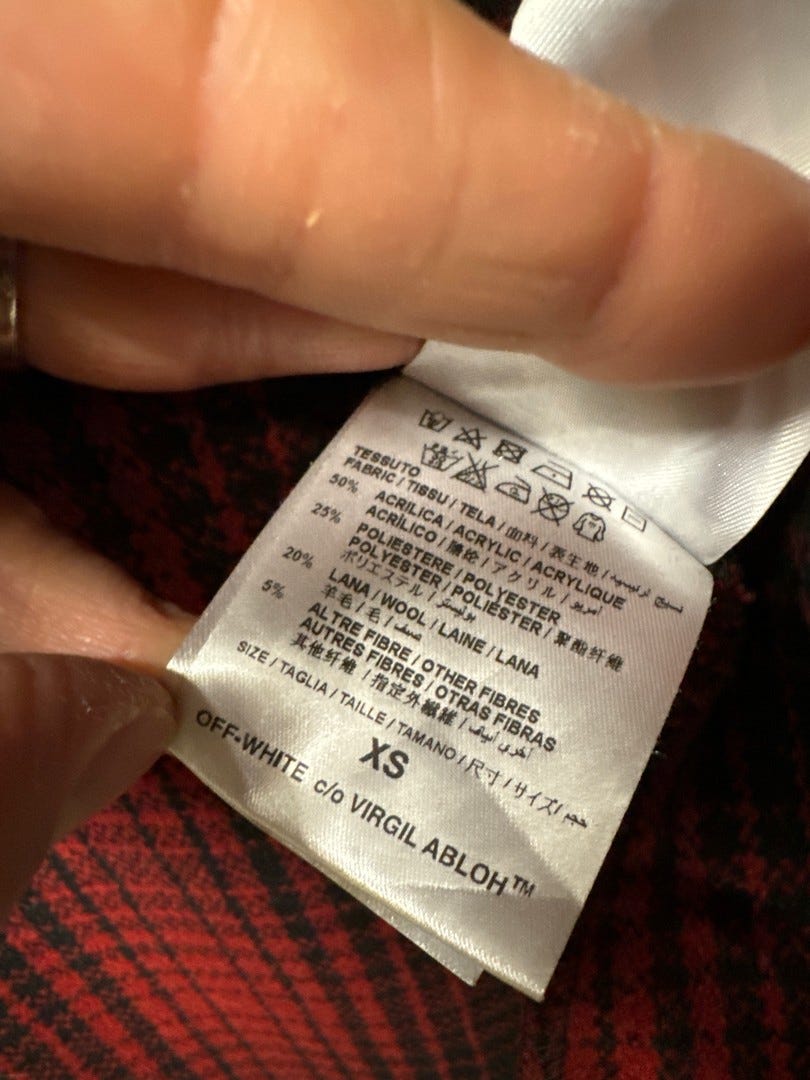 TESSUTO
FABRIC / TISSU / TELA / 面料 / 表生地 /
50% ACRILICA / ACRYLIC / ACRYLIQUE
ACRÍLICO / 腈纶 / アクリル /
25% POLIESTERE / POLYESTER
POLYESTER / POLIÉSTER / 聚酯纤维
ポリエステル / بوليستر
20% LANA / WOOL / LAINE / LANA
羊毛 / 毛 / صوف
5% ALTRE FIBRE / OTHER FIBRES
AUTRES FIBRES / OTRAS FIBRAS
其他纤维 / 指定外繊維 / أخرى ألياف
SIZE / TAGLIA / TAILLE / TAMANO / 尺寸 / サイズ / حجم
XS
OFF-WHITE c/o VIRGIL ABLOH™